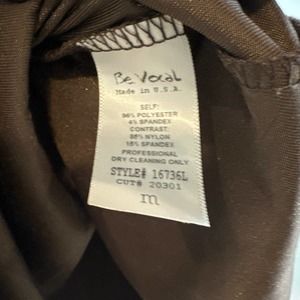 Be Vocal
Made in U.S.A.
SELF:
96% POLYESTER
4% SPANDEX
CONTRAST:
85% NYLON
15% SPANDEX
PROFESSIONAL
DRY CLEANING ONLY
STYLE# 16736L
CUT# 20301
m